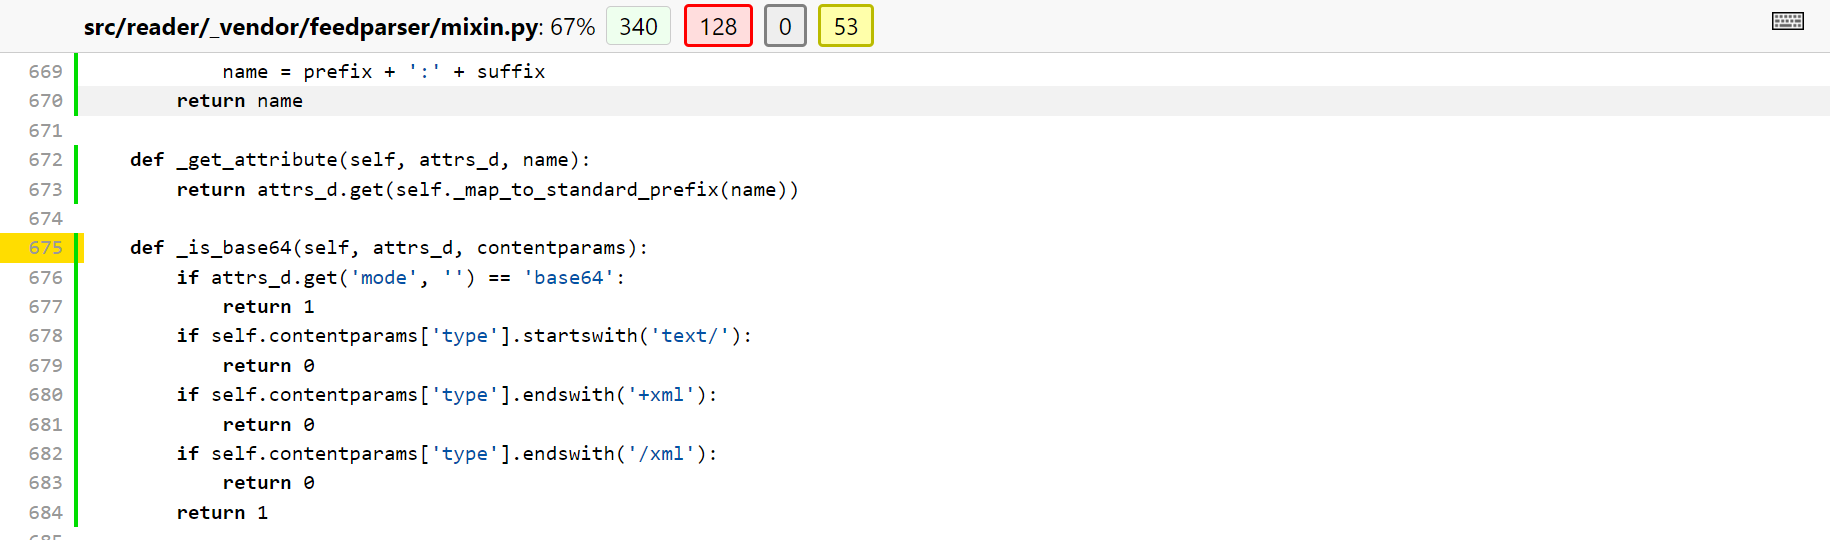 src/reader/_vendor/feedparser/mixin.py: 67% 340 128 0 53
669             name = prefix + ':' + suffix
670         return name
671
672     def _get_attribute(self, attrs_d, name):
673         return attrs_d.get(self._map_to_standard_prefix(name))
674
675     def _is_base64(self, attrs_d, contentparams):
676         if attrs_d.get('mode', '') == 'base64':
677             return 1
678         if self.contentparams['type'].startswith('text/'):
679             return 0
680         if self.contentparams['type'].endswith('+xml'):
681             return 0
682         if self.contentparams['type'].endswith('/xml'):
683             return 0
684         return 1
685